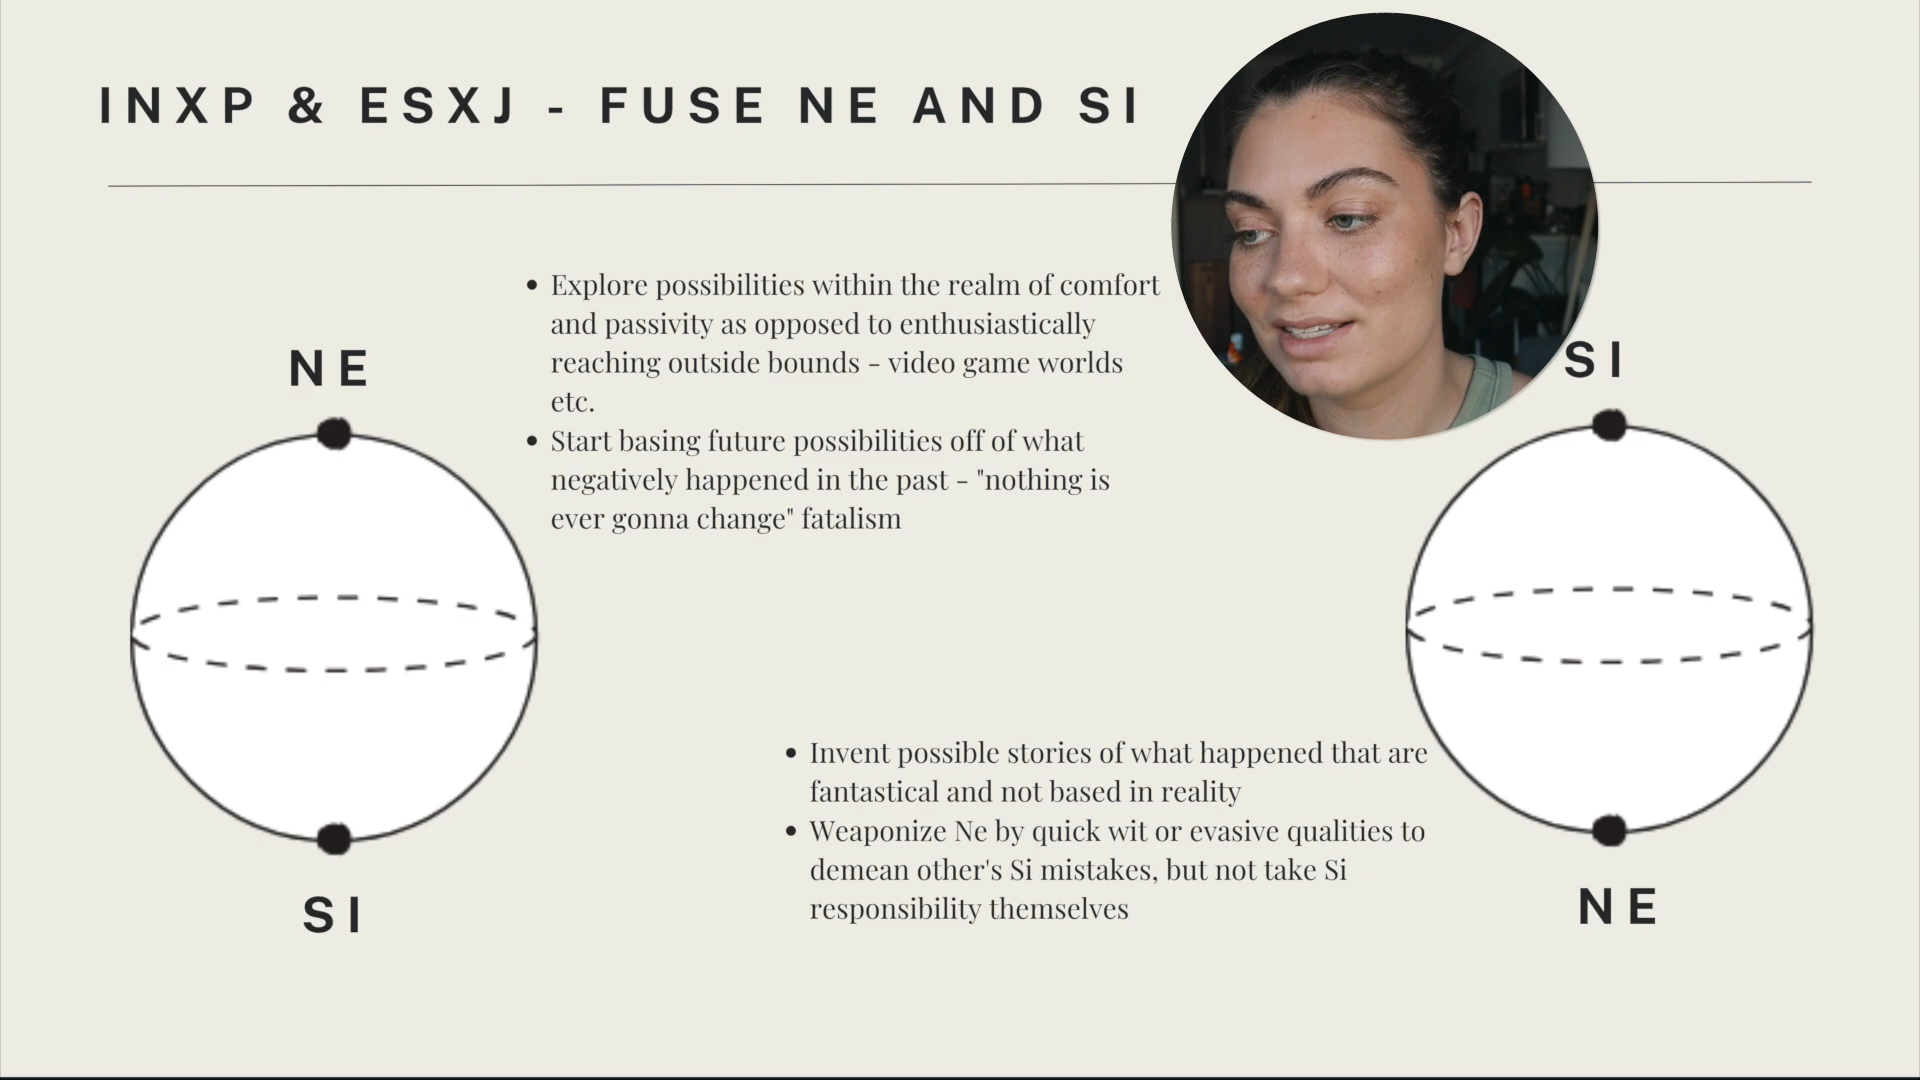 INXP & ESXJ - FUSE NE AND SI
• Explore possibilities within the realm of comfort
and passivity as opposed to enthusiastically
reaching outside bounds - video game worlds
etc.
• Start basing future possibilities off of what
negatively happened in the past - "nothing is
ever gonna change" fatalism
NE
SI
SI
NE
• Invent possible stories of what happened that are
fantastical and not based in reality
• Weaponize Ne by quick wit or evasive qualities to
demean other's Si mistakes, but not take Si
responsibility themselves